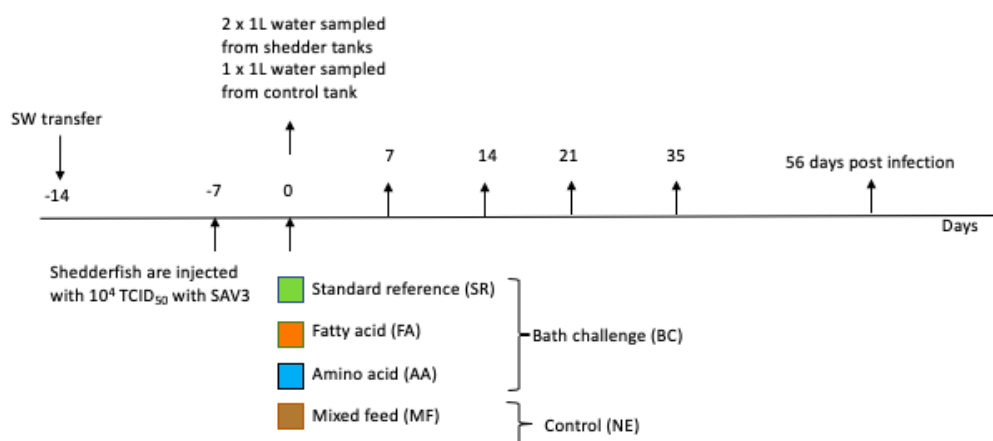 2 x 1L water sampled
from shedder tanks
1 x 1L water sampled
from control tank
SW transfer
7
14
21
35
56 days post infection
-14
-7
0
Days
Shedderfish are injected
with 10⁴ TCID₅₀ with SAV3
Standard reference (SR)
Fatty acid (FA)
Bath challenge (BC)
Amino acid (AA)
Mixed feed (MF)
Control (NE)